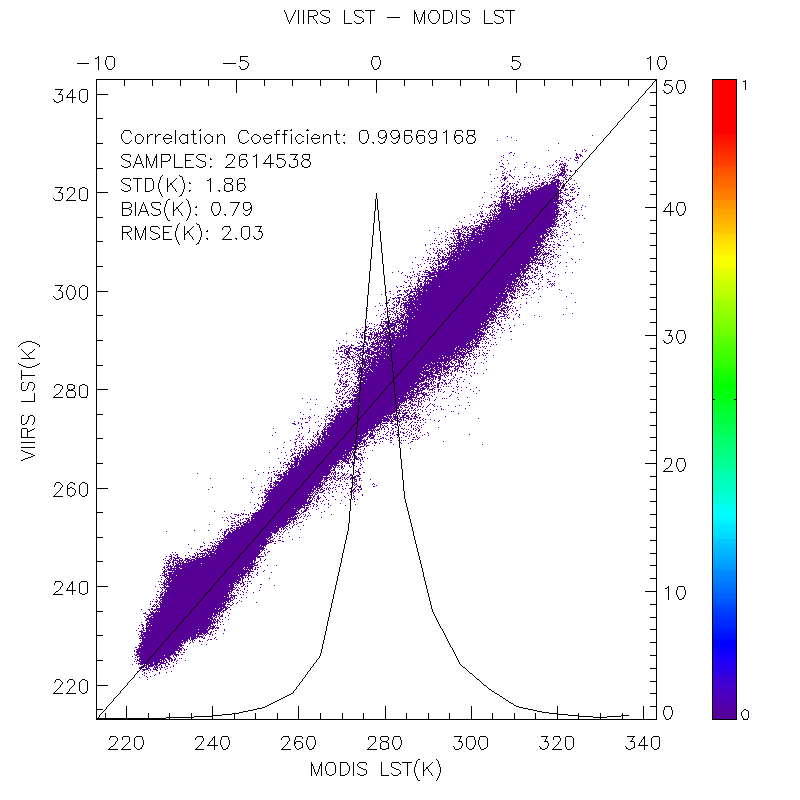 VIIRS LST - MODIS LST
-10 -5 0 5 10
340 50 1
Correlation Coefficient: 0.99669168
SAMPLES: 2614538
STD(K): 1.86
BIAS(K): 0.79
RMSE(K): 2.03
320 40
300
30
280
VIIRS LST(K)
20
260
240 10
220
0 0
220 240 260 280 300 320 340
MODIS LST(K)